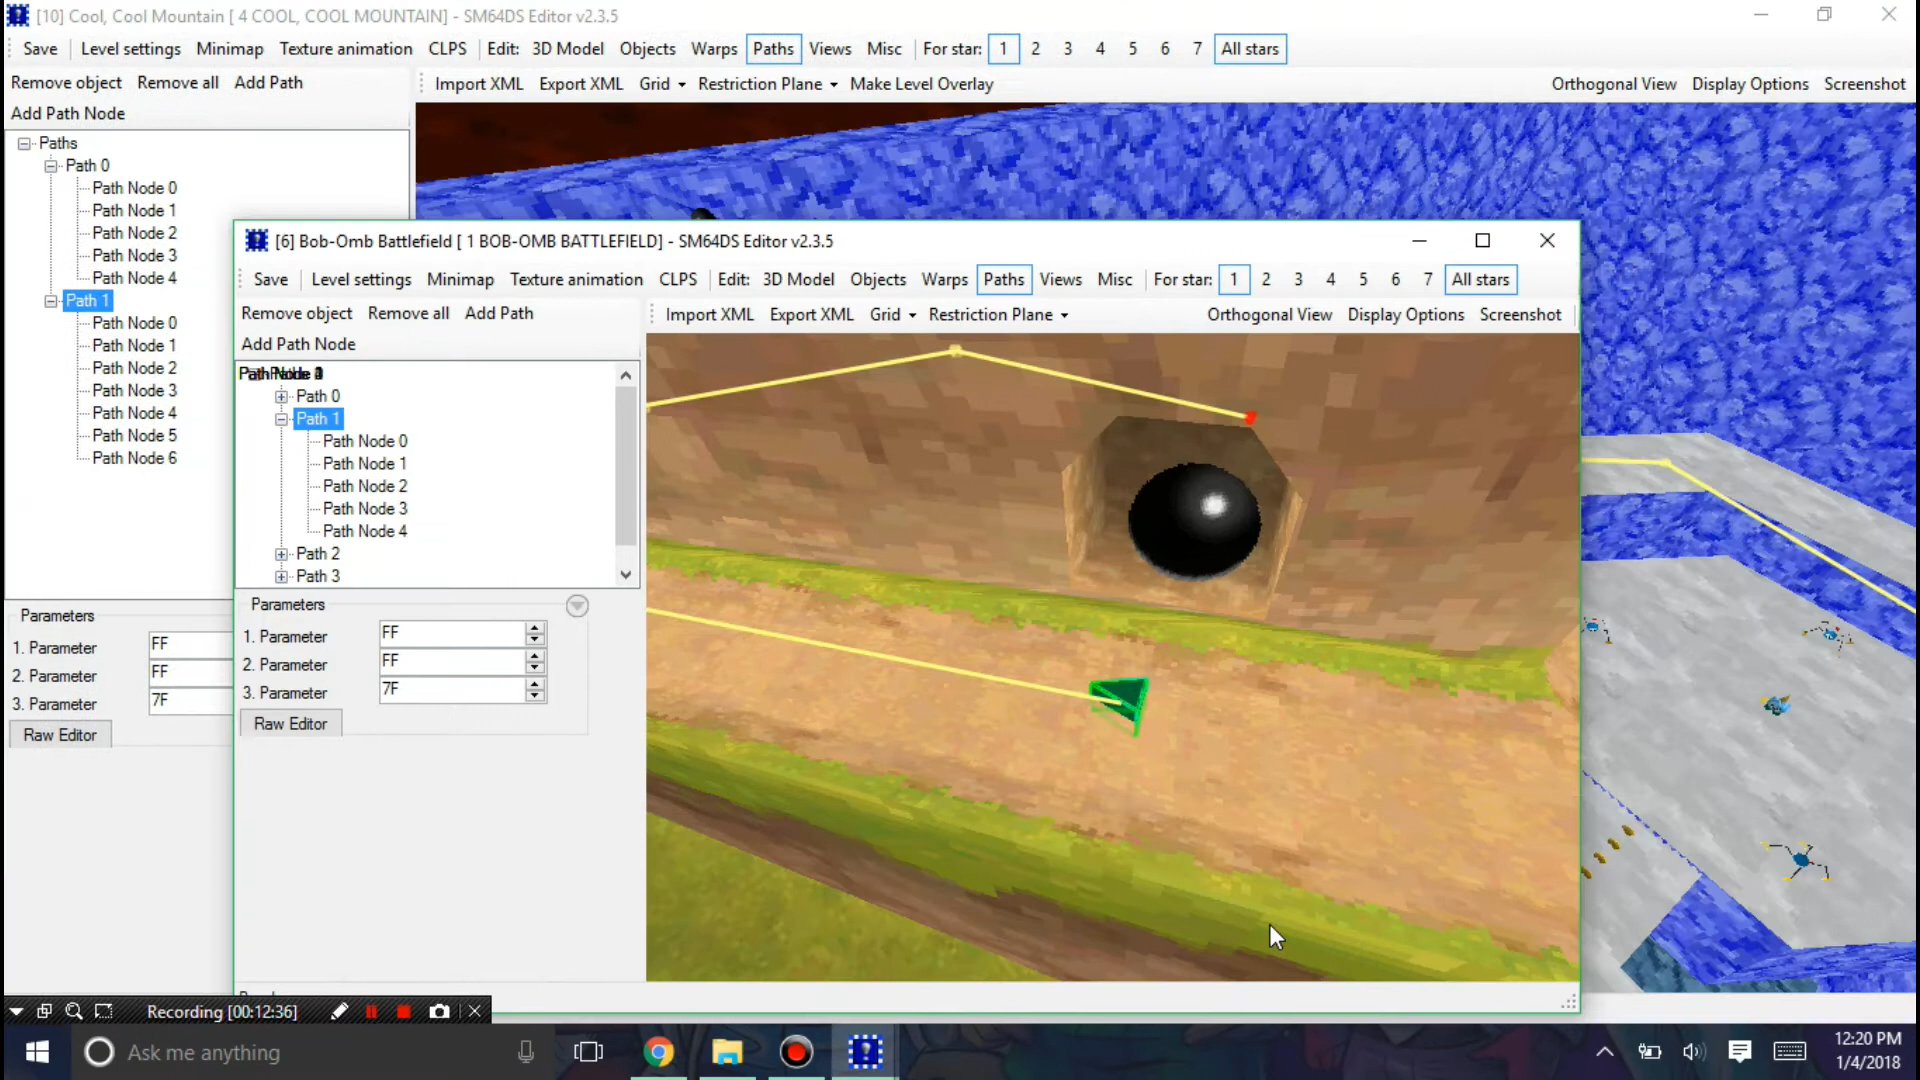 [10] Cool, Cool Mountain [ 4 COOL, COOL MOUNTAIN] - SM64DS Editor v2.3.5
Save Level settings Minimap Texture animation CLPS Edit: 3D Model Objects Warps Paths Views Misc For star: 1 2 3 4 5 6 7 All stars
Remove object Remove all Add Path
Import XML Export XML Grid Restriction Plane Make Level Overlay Orthogonal View Display Options Screenshot
Add Path Node
Paths
Path 0
Path Node 0
Path Node 1
Path Node 2
Path Node 3
Path Node 4
Path 1
Path Node 0
Path Node 1
Path Node 2
Path Node 3
Path Node 4
Path Node 5
Path Node 6
Parameters
1. Parameter FF
2. Parameter FF
3. Parameter 7F
Raw Editor
[6] Bob-Omb Battlefield [ 1 BOB-OMB BATTLEFIELD] - SM64DS Editor v2.3.5
Save Level settings Minimap Texture animation CLPS Edit: 3D Model Objects Warps Paths Views Misc For star: 1 2 3 4 5 6 7 All stars
Remove object Remove all Add Path
Import XML Export XML Grid Restriction Plane Orthogonal View Display Options Screenshot
Add Path Node
Path 0
Path 1
Path Node 0
Path Node 1
Path Node 2
Path Node 3
Path Node 4
Path 2
Path 3
Parameters
1. Parameter FF
2. Parameter FF
3. Parameter 7F
Raw Editor
Recording [00:12:36]
Ask me anything
12:20 PM
1/4/2018